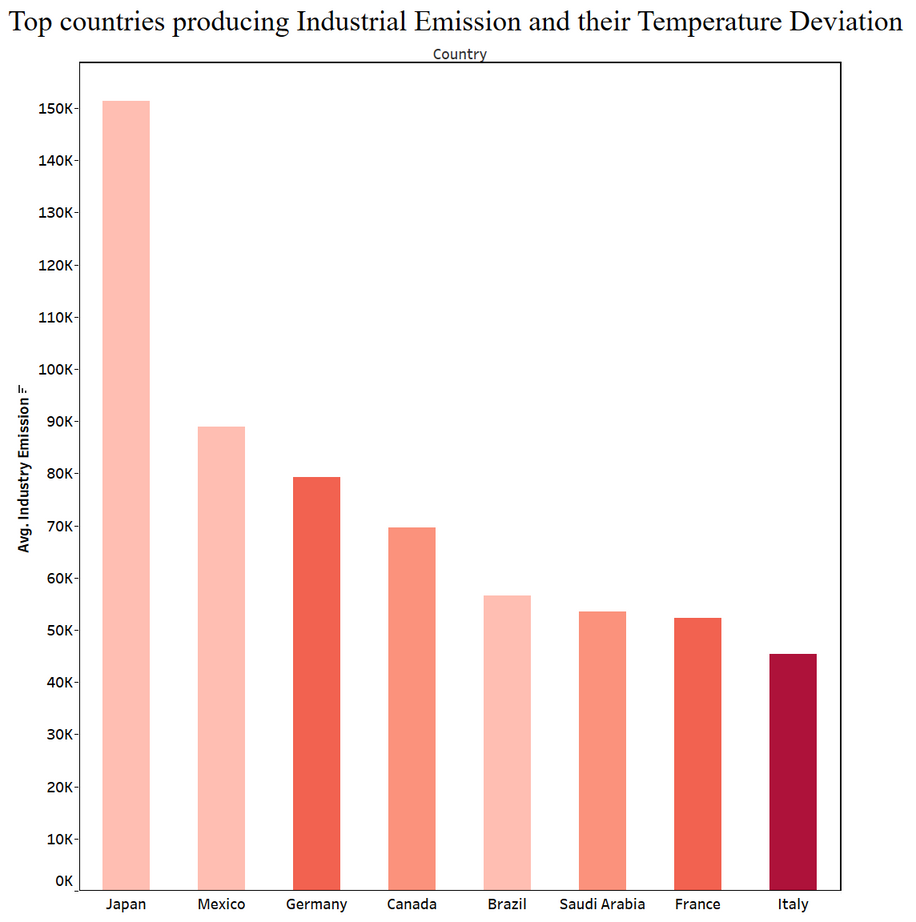 Top countries producing Industrial Emission and their Temperature Deviation
Country
150K
140K
130K
120K
110K
100K
90K
80K
70K
60K
50K
40K
30K
20K
10K
0K
Avg. Industry Emission
Japan Mexico Germany Canada Brazil Saudi Arabia France Italy